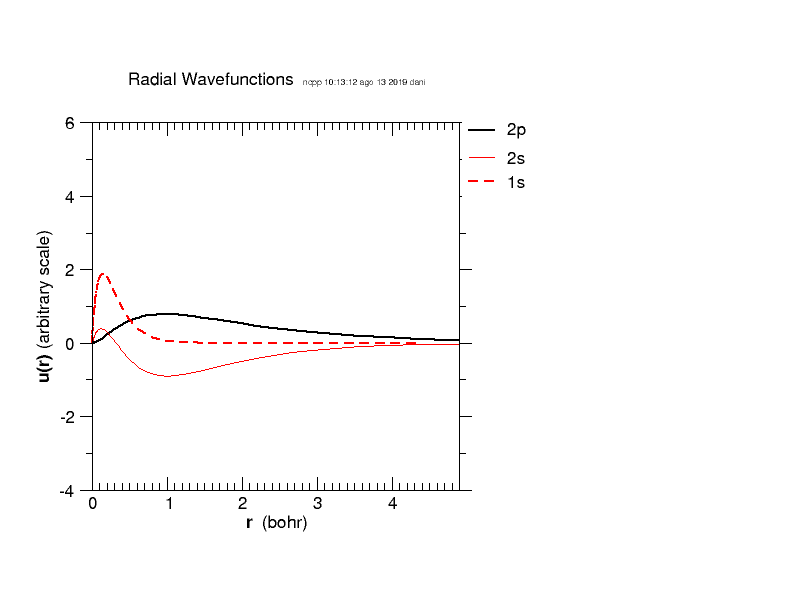 Radial Wavefunctions ncpp 10:13:12 ago 13 2019 dani
2p
2s
1s
6
4
2
0
-2
-4
u(r) (arbitrary scale)
0 1 2 3 4
r (bohr)